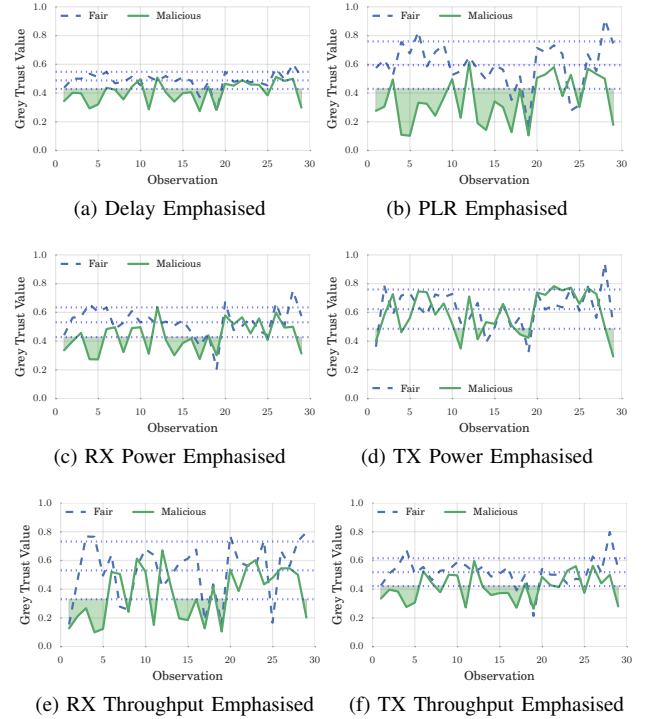 Fair Malicious
Grey Trust Value
1.0
0.8
0.6
0.4
0.2
0.0
0 5 10 15 20 25 30
Observation
(a) Delay Emphasised
Fair Malicious
Grey Trust Value
1.0
0.8
0.6
0.4
0.2
0.0
0 5 10 15 20 25 30
Observation
(b) PLR Emphasised
Fair Malicious
Grey Trust Value
1.0
0.8
0.6
0.4
0.2
0.0
0 5 10 15 20 25 30
Observation
(c) RX Power Emphasised
Grey Trust Value
1.0
0.8
0.6
0.4
0.2
0.0
Fair Malicious
0 5 10 15 20 25 30
Observation
(d) TX Power Emphasised
Fair Malicious
Grey Trust Value
1.0
0.8
0.6
0.4
0.2
0.0
0 5 10 15 20 25 30
Observation
(e) RX Throughput Emphasised
Fair Malicious
Grey Trust Value
1.0
0.8
0.6
0.4
0.2
0.0
0 5 10 15 20 25 30
Observation
(f) TX Throughput Emphasised